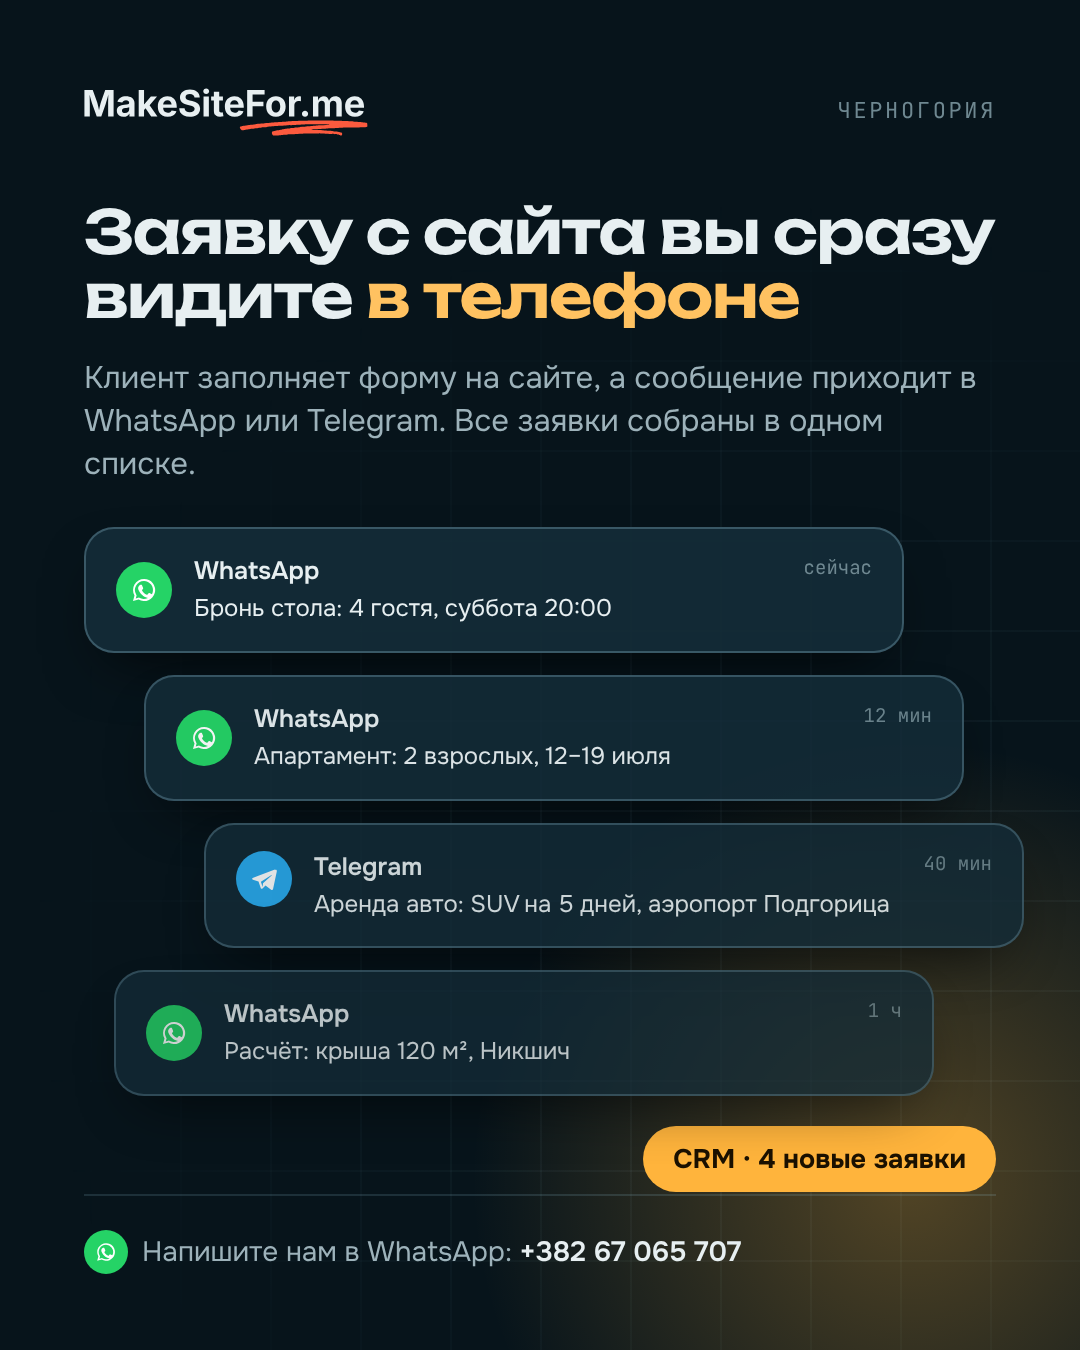 MakeSiteFor.me
ЧЕРНОГОРИЯ
Заявку с сайта вы сразу
видите в телефоне
Клиент заполняет форму на сайте, а сообщение приходит в
WhatsApp или Telegram. Все заявки собраны в одном
списке.
WhatsApp
сейчас
Бронь стола: 4 гостя, суббота 20:00
WhatsApp
12 мин
Апартамент: 2 взрослых, 12–19 июля
Telegram
40 мин
Аренда авто: SUV на 5 дней, аэропорт Подгорица
WhatsApp
1 ч
Расчёт: крыша 120 м², Никшич
CRM · 4 новые заявки
Напишите нам в WhatsApp: +382 67 065 707